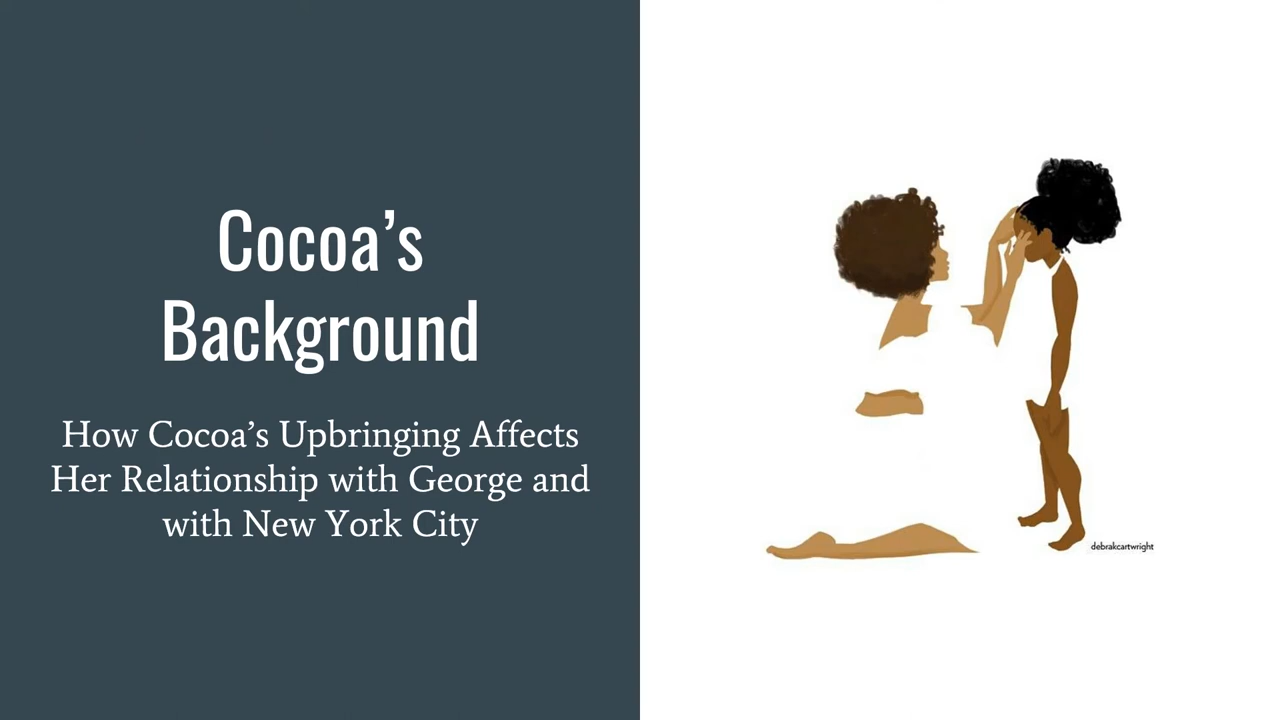 Cocoa’s
Background
How Cocoa’s Upbringing Affects
Her Relationship with George and
with New York City
debrakcartwright